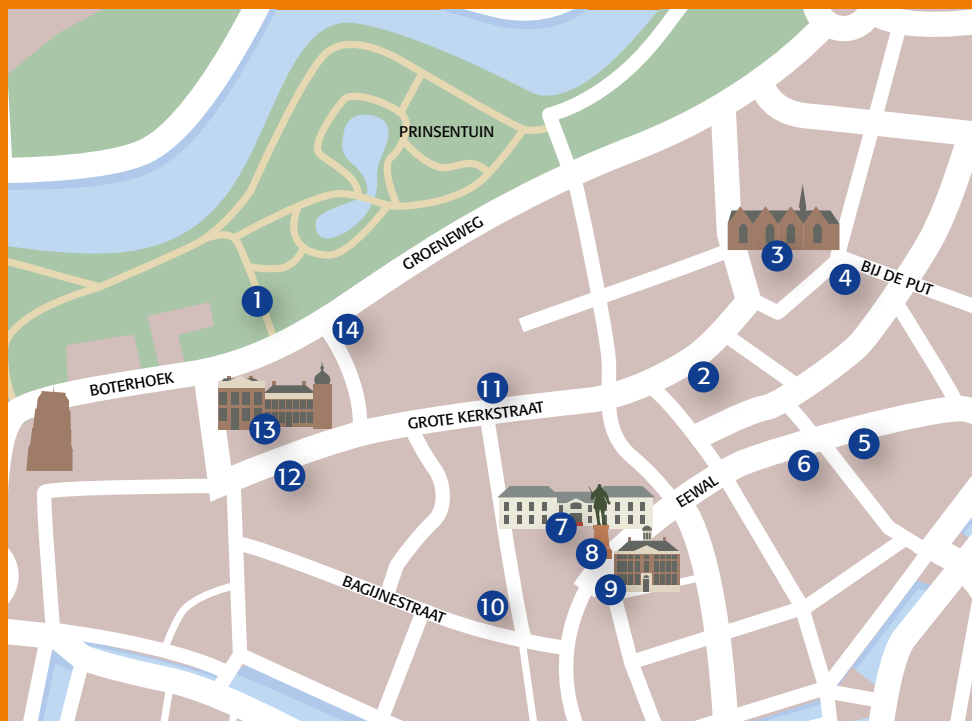 PRINSENTUIN
GROENEWEG
3
BIJ DE PUT
4
1
14
BOTERHOEK
2
11
GROTE KERKSTRAAT
13
12
5
6
EEWAL
7
8
9
BAGIJNESTRAAT
10